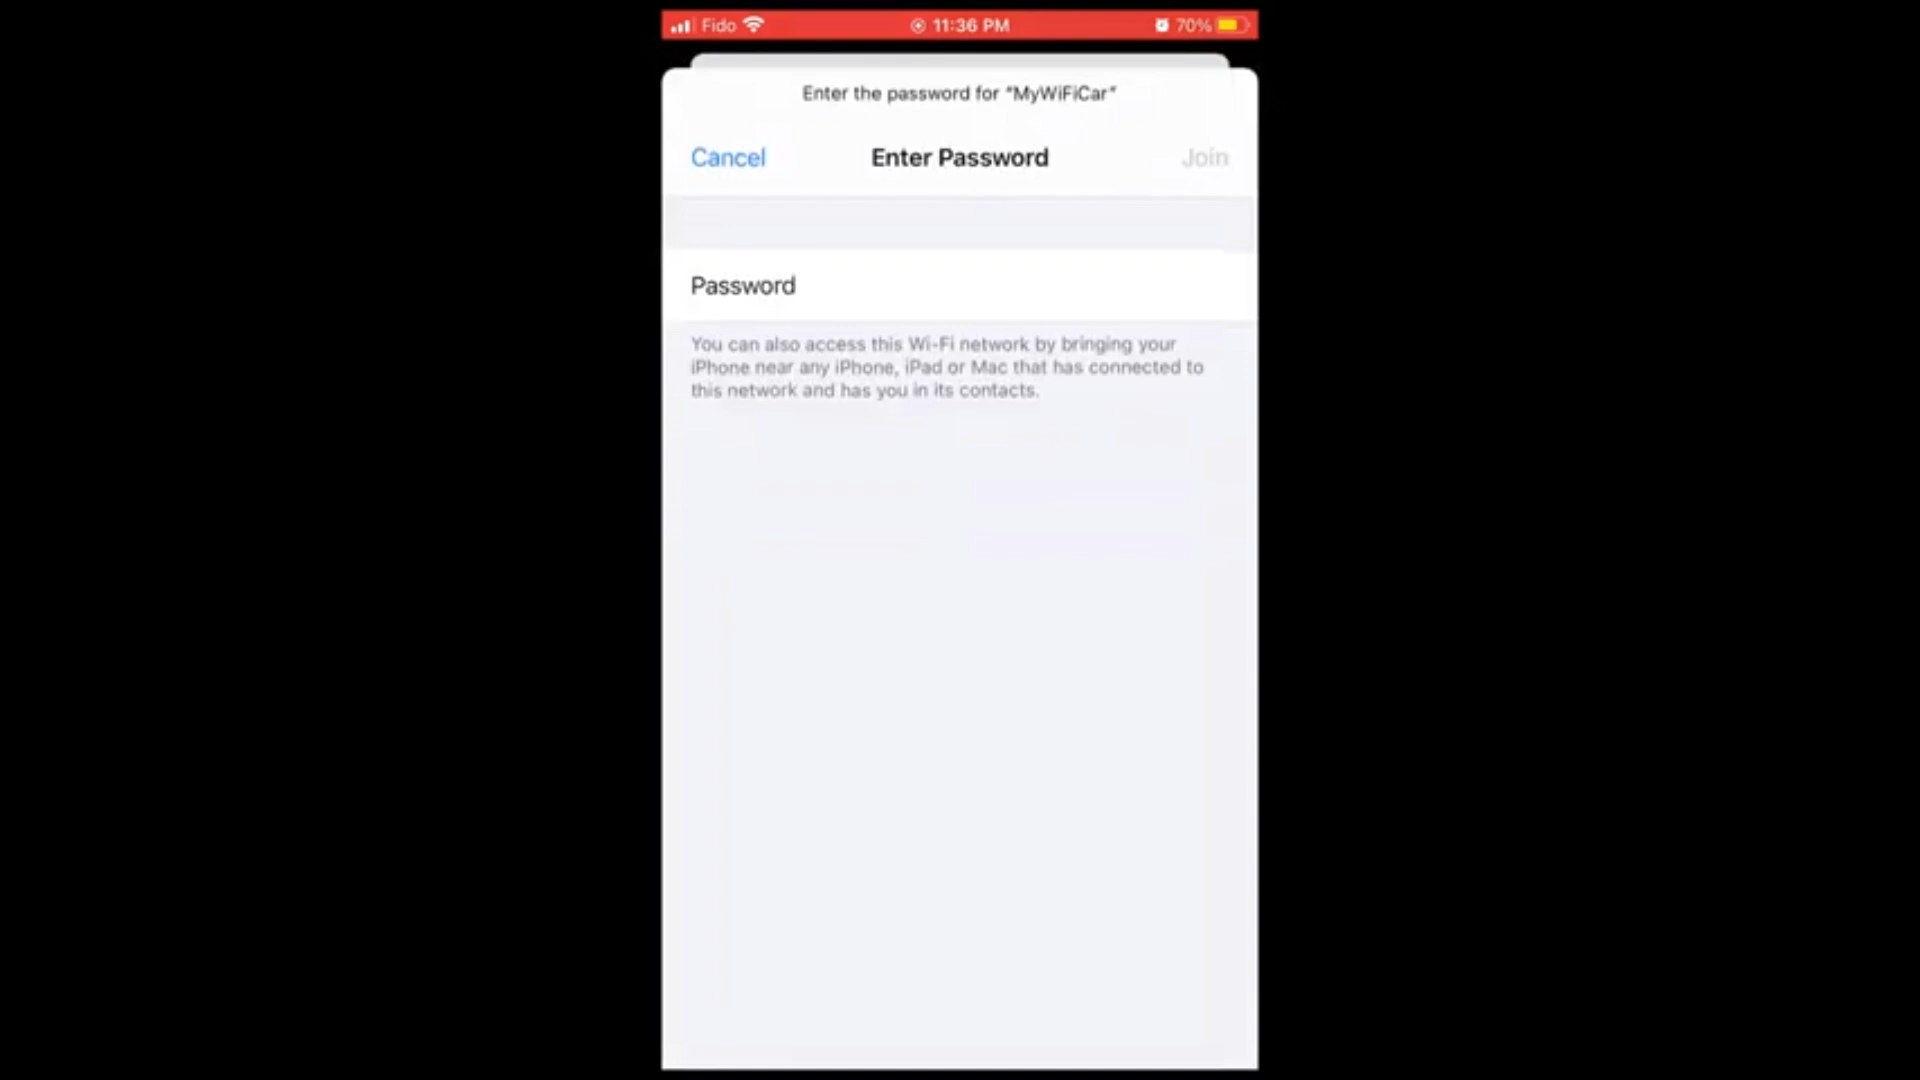 Fido 11:36 PM 70%
Enter the password for “MyWiFiCar”
Cancel Enter Password Join
Password
You can also access this Wi-Fi network by bringing your
iPhone near any iPhone, iPad or Mac that has connected to
this network and has you in its contacts.